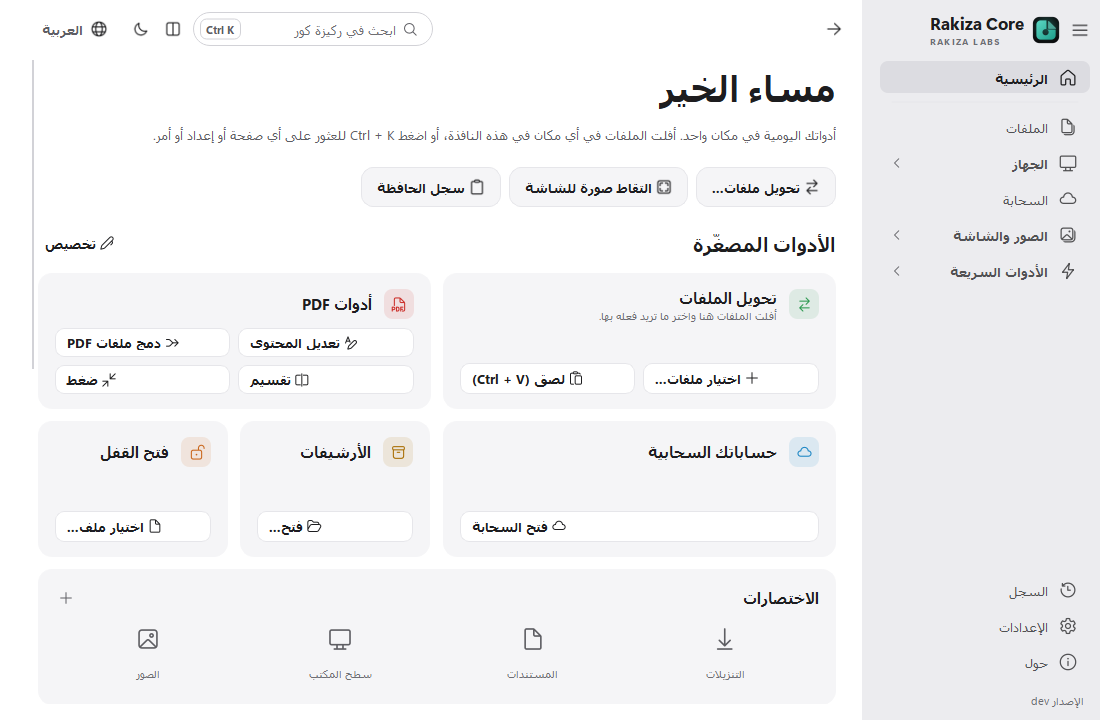 Rakiza Core
RAKIZA LABS
الرئيسية
الملفات
الجهاز
السحابة
الصور والشاشة
الأدوات السريعة
السجل
الإعدادات
حول
الإصدار dev
ابحث في ركيزة كور
Ctrl K
العربية
مساء الخير
أدواتك اليومية في مكان واحد. أفلت الملفات في أي مكان في هذه النافذة، أو اضغط Ctrl + K للعثور على أي صفحة أو إعداد أو أمر.
تحويل ملفات...
التقاط صورة للشاشة
سجل الحافظة
الأدوات المصغّرة
تخصيص
تحويل الملفات
أفلت الملفات هنا واختر ما تريد فعله بها.
اختيار ملفات...
لصق (Ctrl + V)
أدوات PDF
تعديل المحتوى
دمج ملفات PDF
تقسيم
ضغط
حساباتك السحابية
فتح السحابة
الأرشيفات
فتح...
فتح القفل
اختيار ملف...
الاختصارات
التنزيلات
المستندات
سطح المكتب
الصور